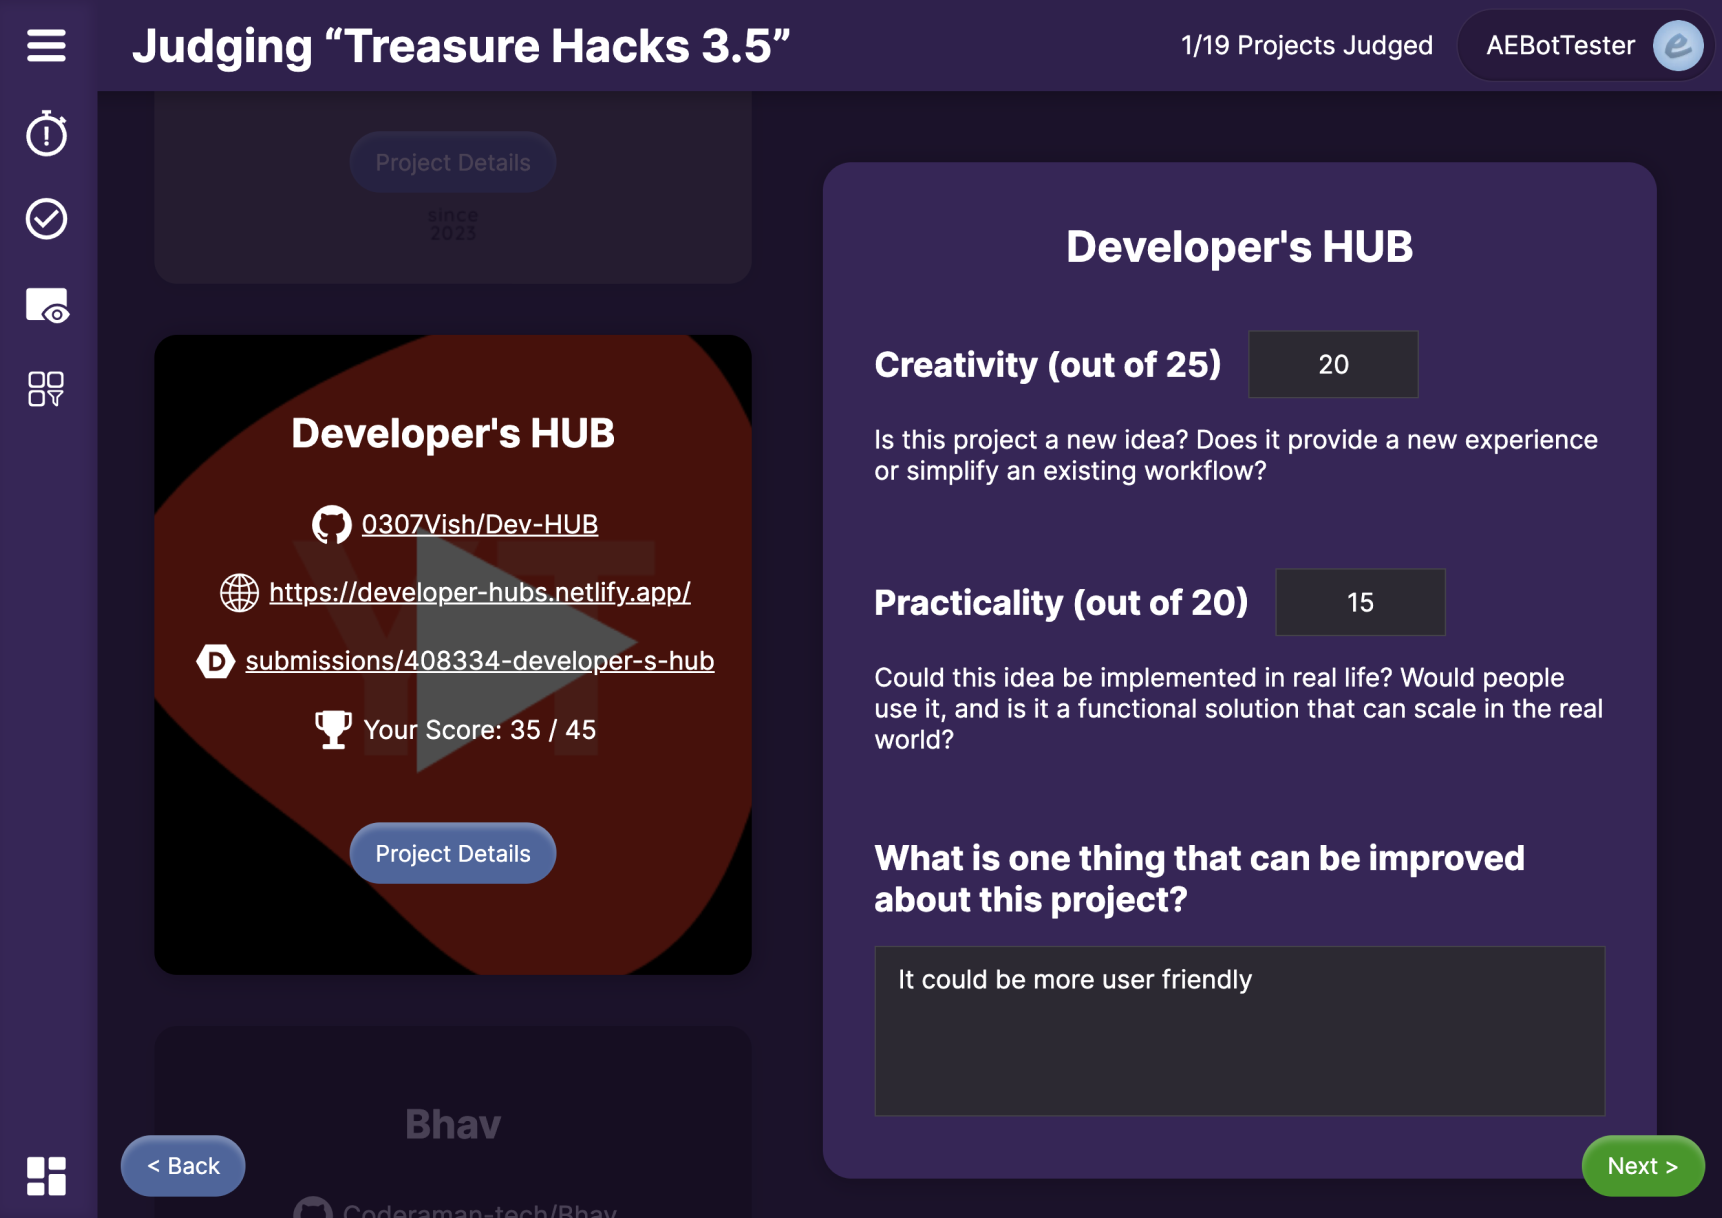 Judging “Treasure Hacks 3.5”
1/19 Projects Judged
AEBotTester
Project Details
since
2023
Developer's HUB
0307Vish/Dev-HUB
https://developer-hubs.netlify.app/
D
submissions/408334-developer-s-hub
Your Score: 35 / 45
Project Details
Bhav
Coderaman-tech/Bhav
< Back
Developer's HUB
Creativity (out of 25)
20
Is this project a new idea? Does it provide a new experience
or simplify an existing workflow?
Practicality (out of 20)
15
Could this idea be implemented in real life? Would people
use it, and is it a functional solution that can scale in the real
world?
What is one thing that can be improved
about this project?
It could be more user friendly
Next >